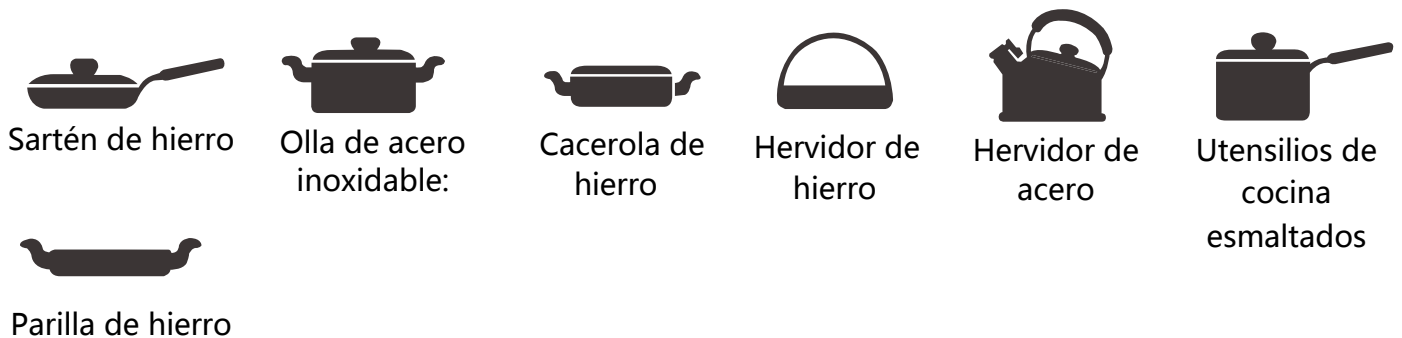 Sartén de hierro
Olla de acero
inoxidable:
Cacerola de
hierro
Hervidor de
hierro
Hervidor de
acero
Utensilios de
cocina
esmaltados
Parilla de hierro